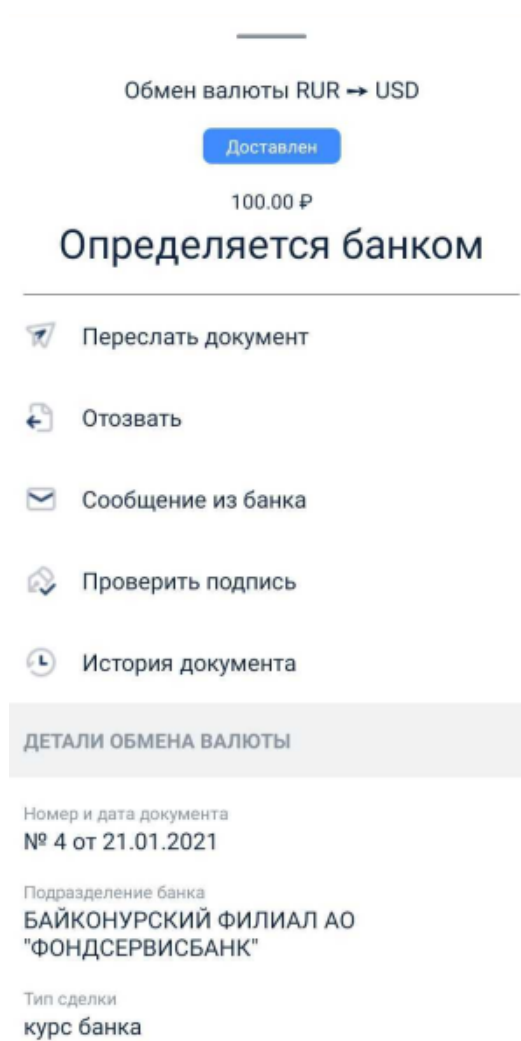 Обмен валюты RUR ↔ USD
Доставлен
100.00 ₽
Определяется банком
Переслать документ
Отозвать
Сообщение из банка
Проверить подпись
История документа
ДЕТАЛИ ОБМЕНА ВАЛЮТЫ
Номер и дата документа
№ 4 от 21.01.2021
Подразделение банка
БАЙКОНУРСКИЙ ФИЛИАЛ АО
"ФОНДСЕРВИСБАНК"
Тип сделки
курс банка